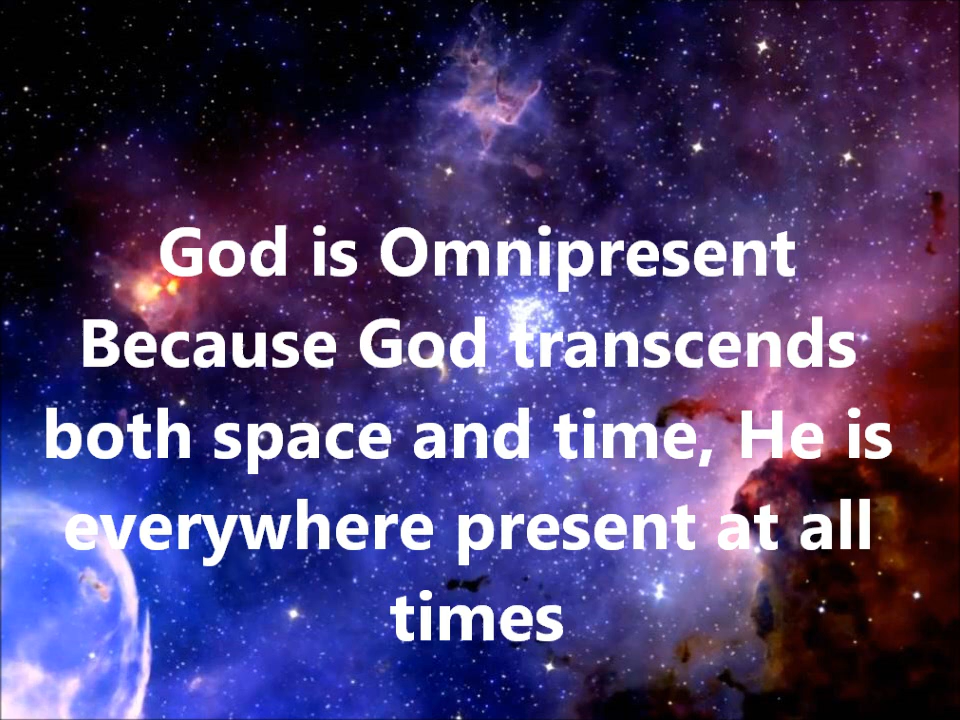 God is Omnipresent
Because God transcends
both space and time, He is
everywhere present at all
times